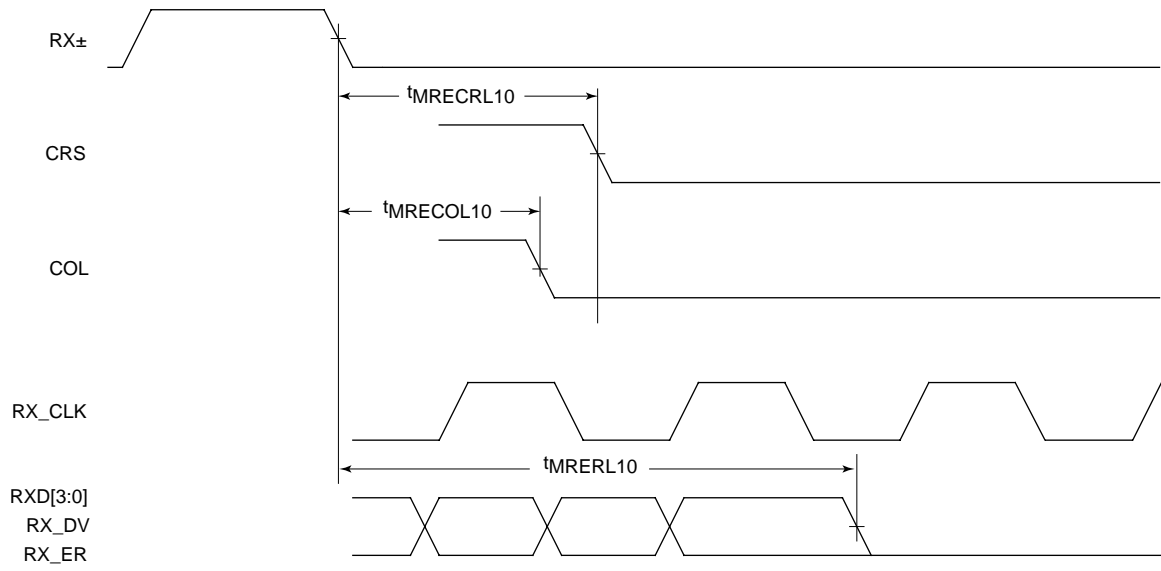 RX±
tMRECRL10
CRS
tMRECOL10
COL
RX_CLK
tMRERL10
RXD[3:0]
RX_DV
RX_ER